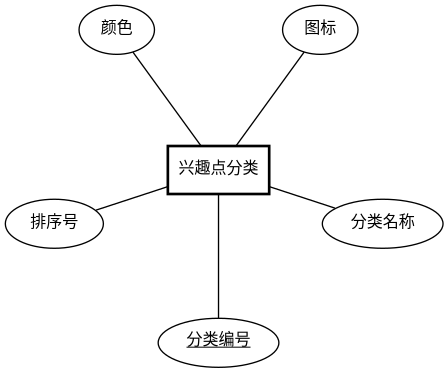 颜色
图标
兴趣点分类
排序号
分类名称
分类编号